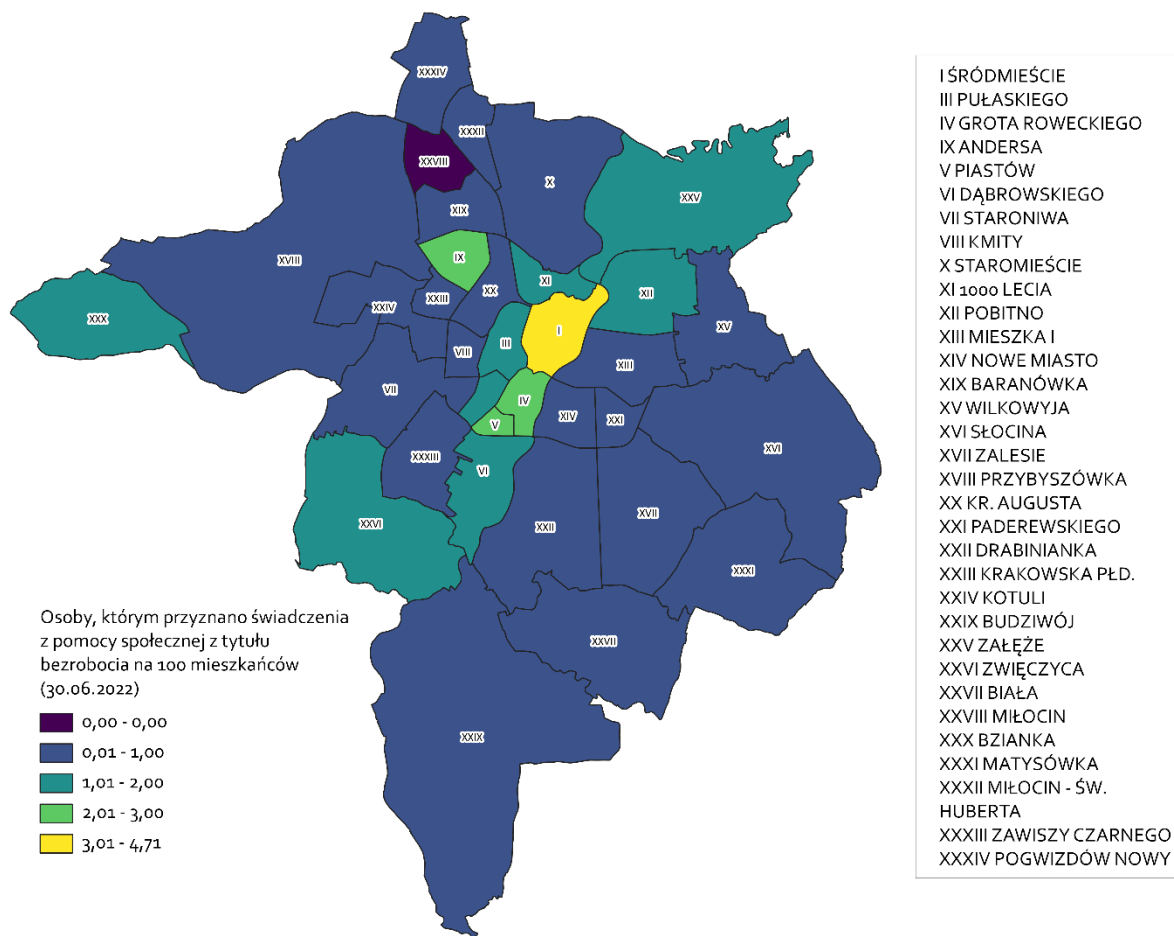 XXXIV
XXXII
XXVIII
X
XXV
XIX
XVIII
IX
XI
XX
XII
XXIII
XXIV
XXX
I
XV
III
VIII
XIII
VII
IV
XIV
XXI
V
XVI
XXXIII
VI
XXVI
XXII
XVII
XXXI
XXVII
XXIX
Osoby, którym przyznano świadczenia
z pomocy społecznej z tytułu
bezrobocia na 100 mieszkańców
(30.06.2022)
0,00 - 0,00
0,01 - 1,00
1,01 - 2,00
2,01 - 3,00
3,01 - 4,71
I ŚRÓDMIEŚCIE
III PUŁASKIEGO
IV GROTA ROWECKIEGO
IX ANDERSA
V PIASTÓW
VI DĄBROWSKIEGO
VII STARONIWA
VIII KMITY
X STAROMIEŚCIE
XI 1000 LECIA
XII POBITNO
XIII MIESZKA I
XIV NOWE MIASTO
XIX BARANÓWKA
XV WILKOWYJA
XVI SŁOCINA
XVII ZALESIE
XVIII PRZYBYSZÓWKA
XX KR. AUGUSTA
XXI PADEREWSKIEGO
XXII DRABINIANKA
XXIII KRAKOWSKA PŁD.
XXIV KOTULI
XXIX BUDZIWÓJ
XXV ZAŁĘŻE
XXVI ZWIĘCZYCA
XXVII BIAŁA
XXVIII MIŁOCIN
XXX BZIANKA
XXXI MATYSÓWKA
XXXII MIŁOCIN - ŚW.
HUBERTA
XXXIII ZAWISZY CZARNEGO
XXXIV POGWIZDÓW NOWY